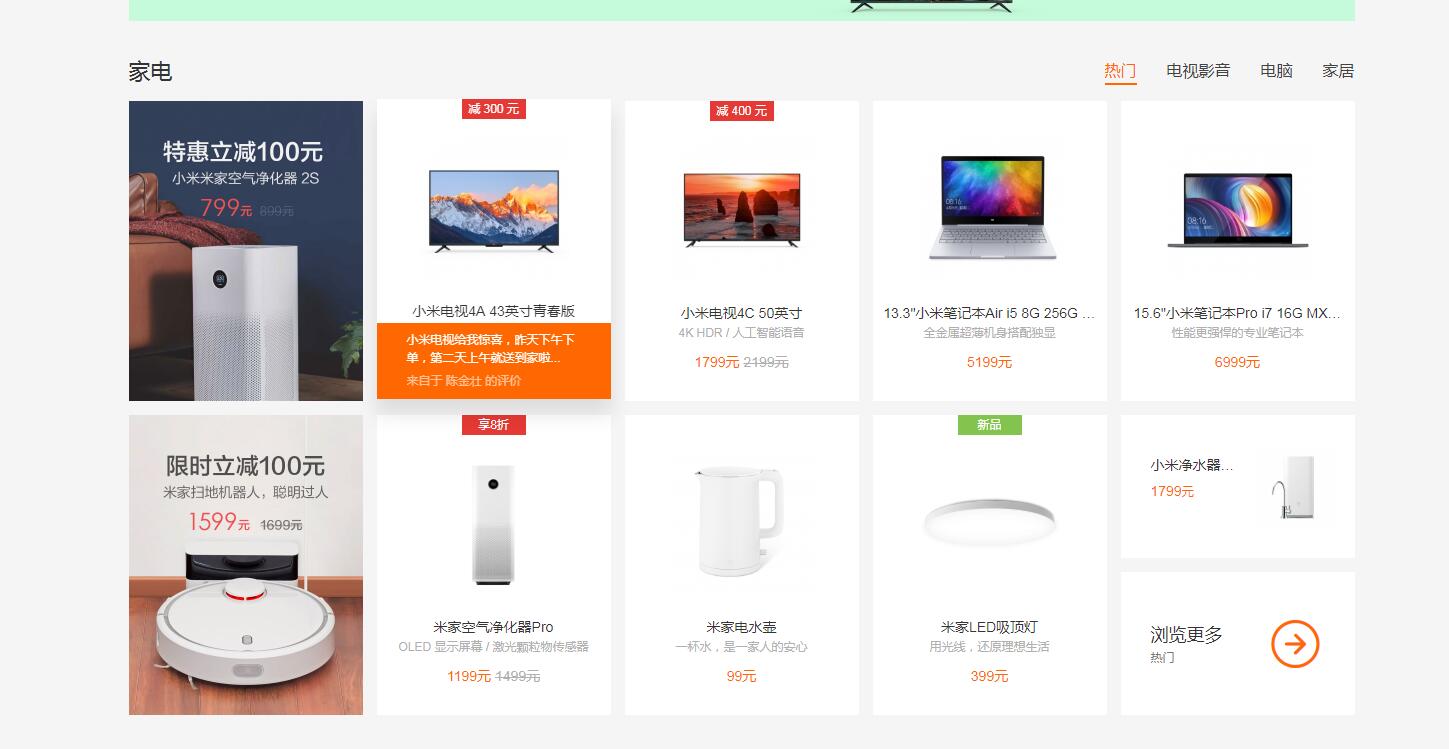 家电
热门 电视影音 电脑 家居
特惠立减100元
小米米家空气净化器 2S
799元 899元
减 300 元
小米电视4A 43英寸青春版
小米电视给我惊喜，昨天下午下
单，第二天上午就送到家啦...
来自于 陈金壮 的评价
减 400 元
小米电视4C 50英寸
4K HDR / 人工智能语音
1799元 2199元
13.3"小米笔记本Air i5 8G 256G ...
全金属超薄机身搭配独显
5199元
15.6"小米笔记本Pro i7 16G MX...
性能更强悍的专业笔记本
6999元
限时立减100元
米家扫地机器人，聪明过人
1599元 1699元
享8折
米家空气净化器Pro
OLED 显示屏幕 / 激光颗粒物传感器
1199元 1499元
米家电水壶
一杯水，是一家人的安心
99元
新品
米家LED吸顶灯
用光线，还原理想生活
399元
小米净水器...
1799元
浏览更多
热门